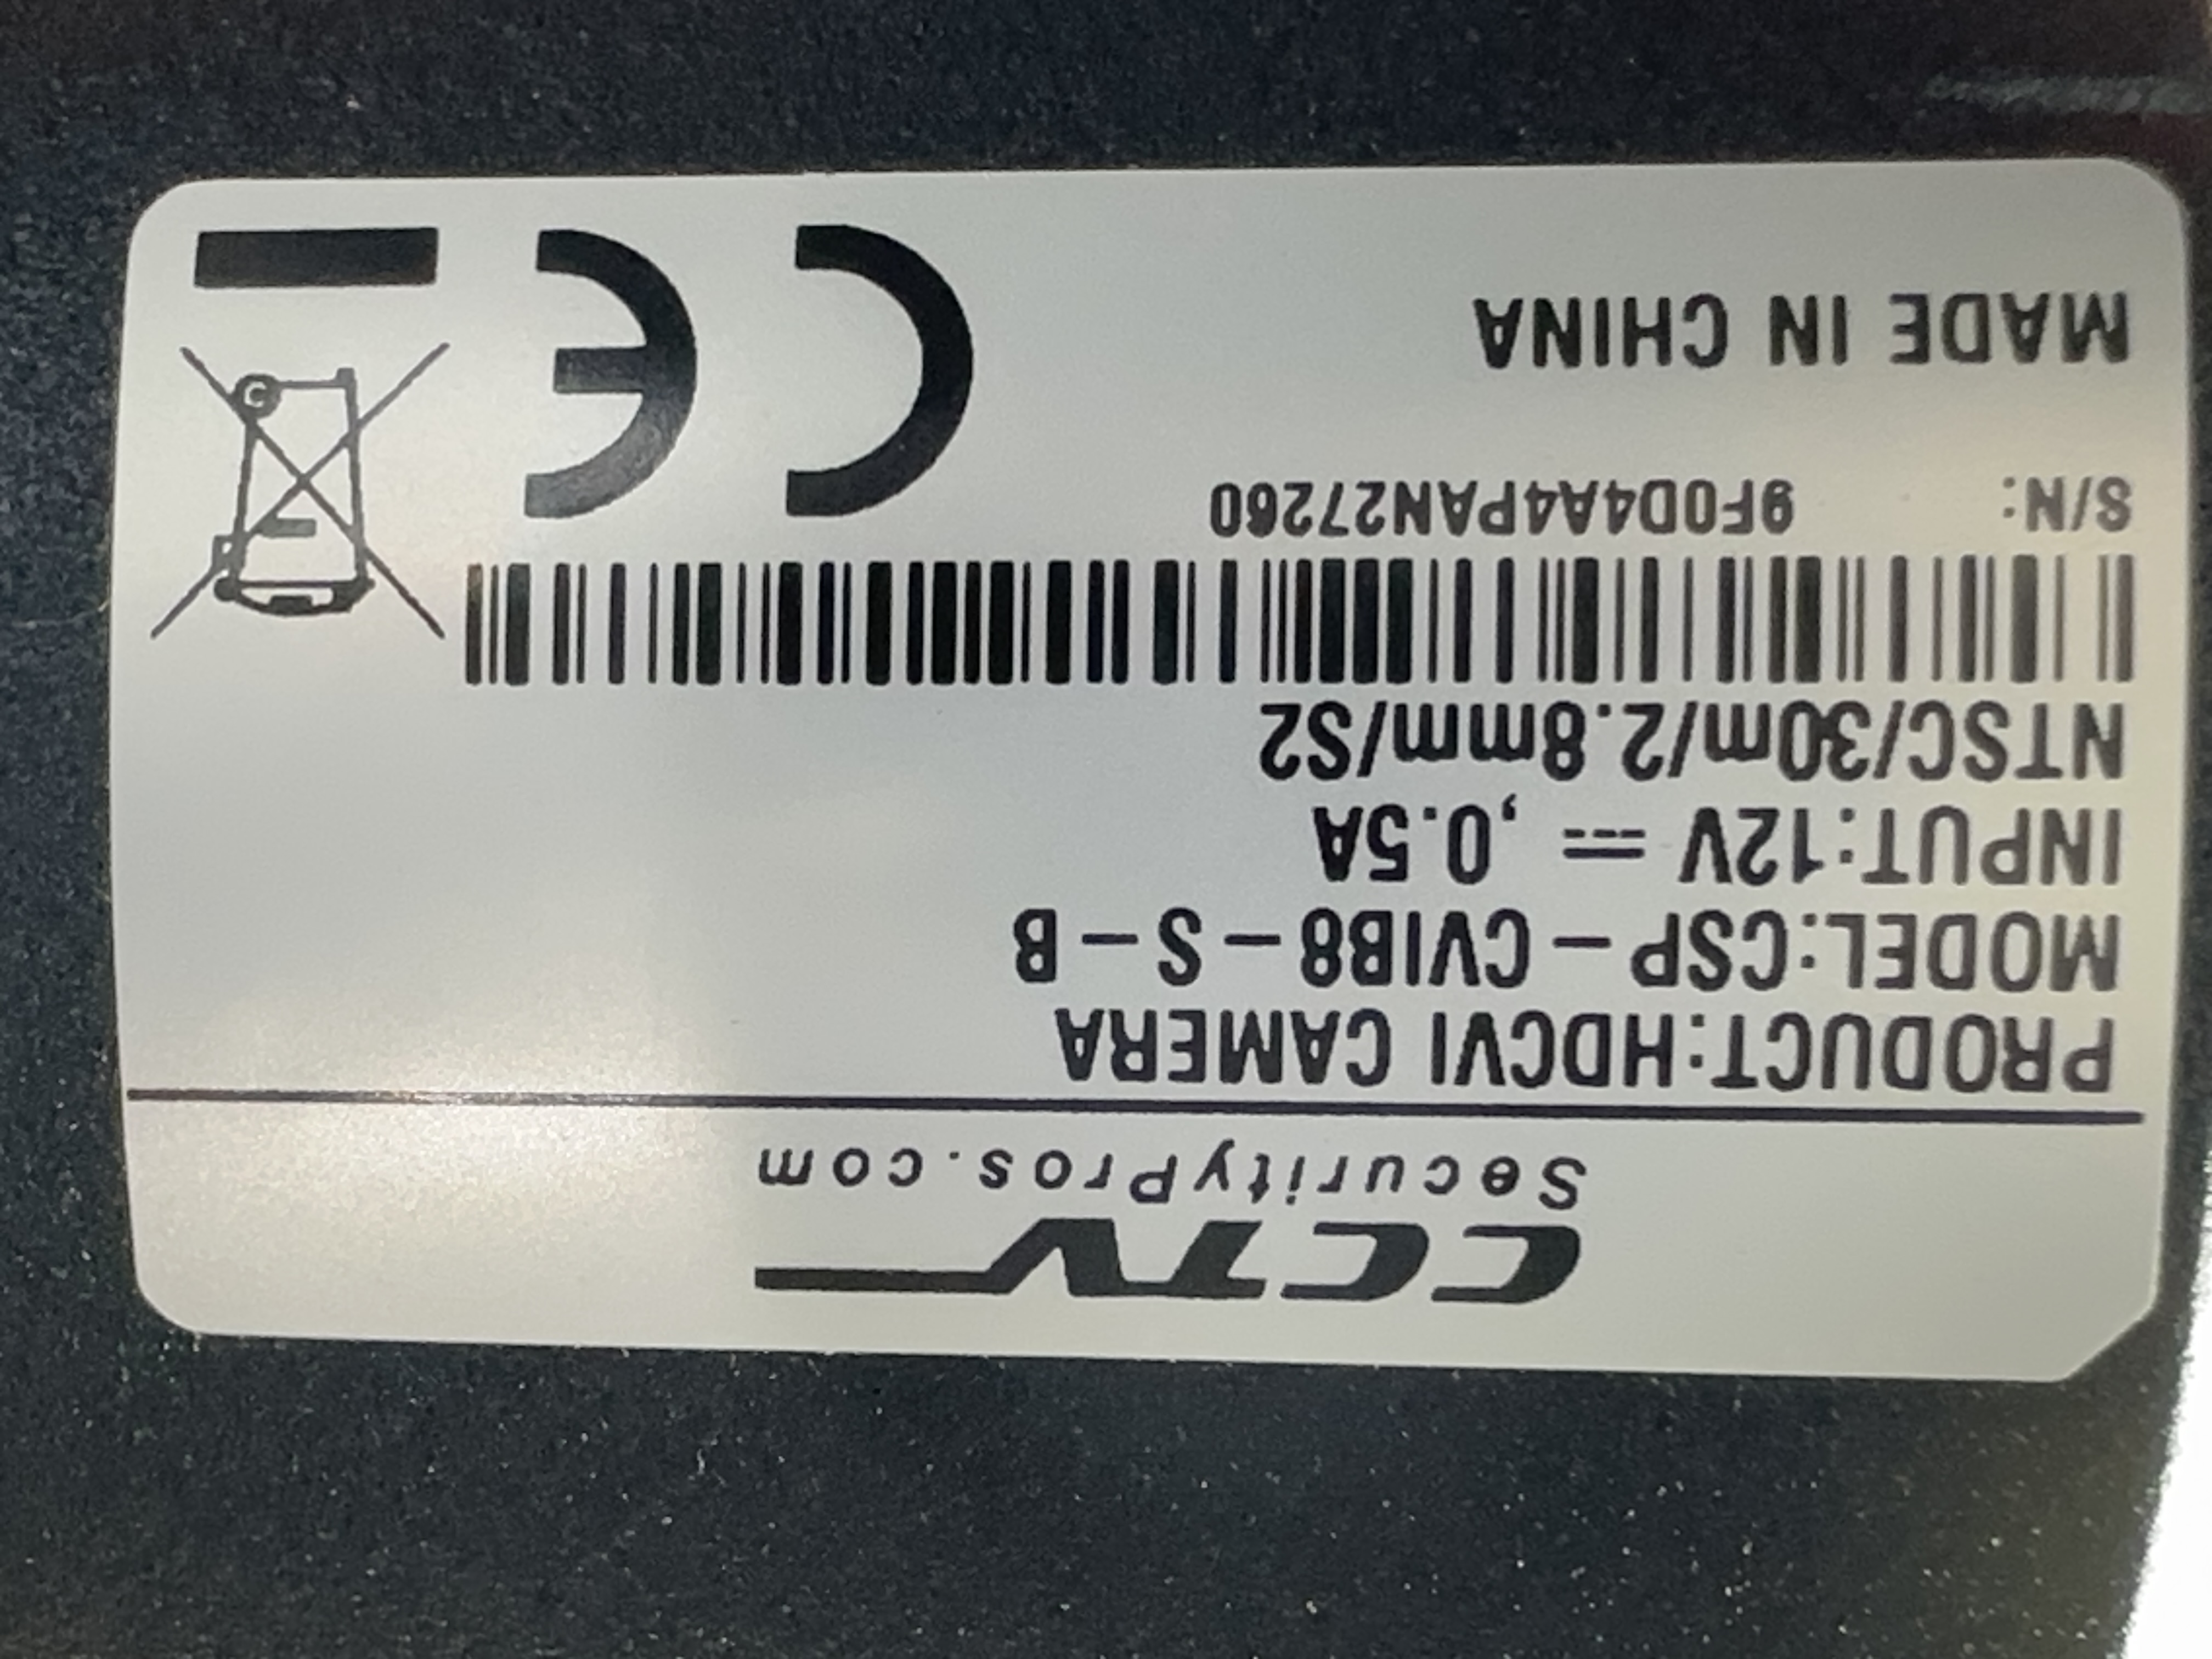 CCTV
SecurityPros.com
PRODUCT:HDCVI CAMERA
MODEL:CSP-CVIB8-S-B
INPUT:12V ⎓ ,0.5A
NTSC/30m/2.8mm/S2
S/N: 9F0D4A4PAN27260
MADE IN CHINA
CE